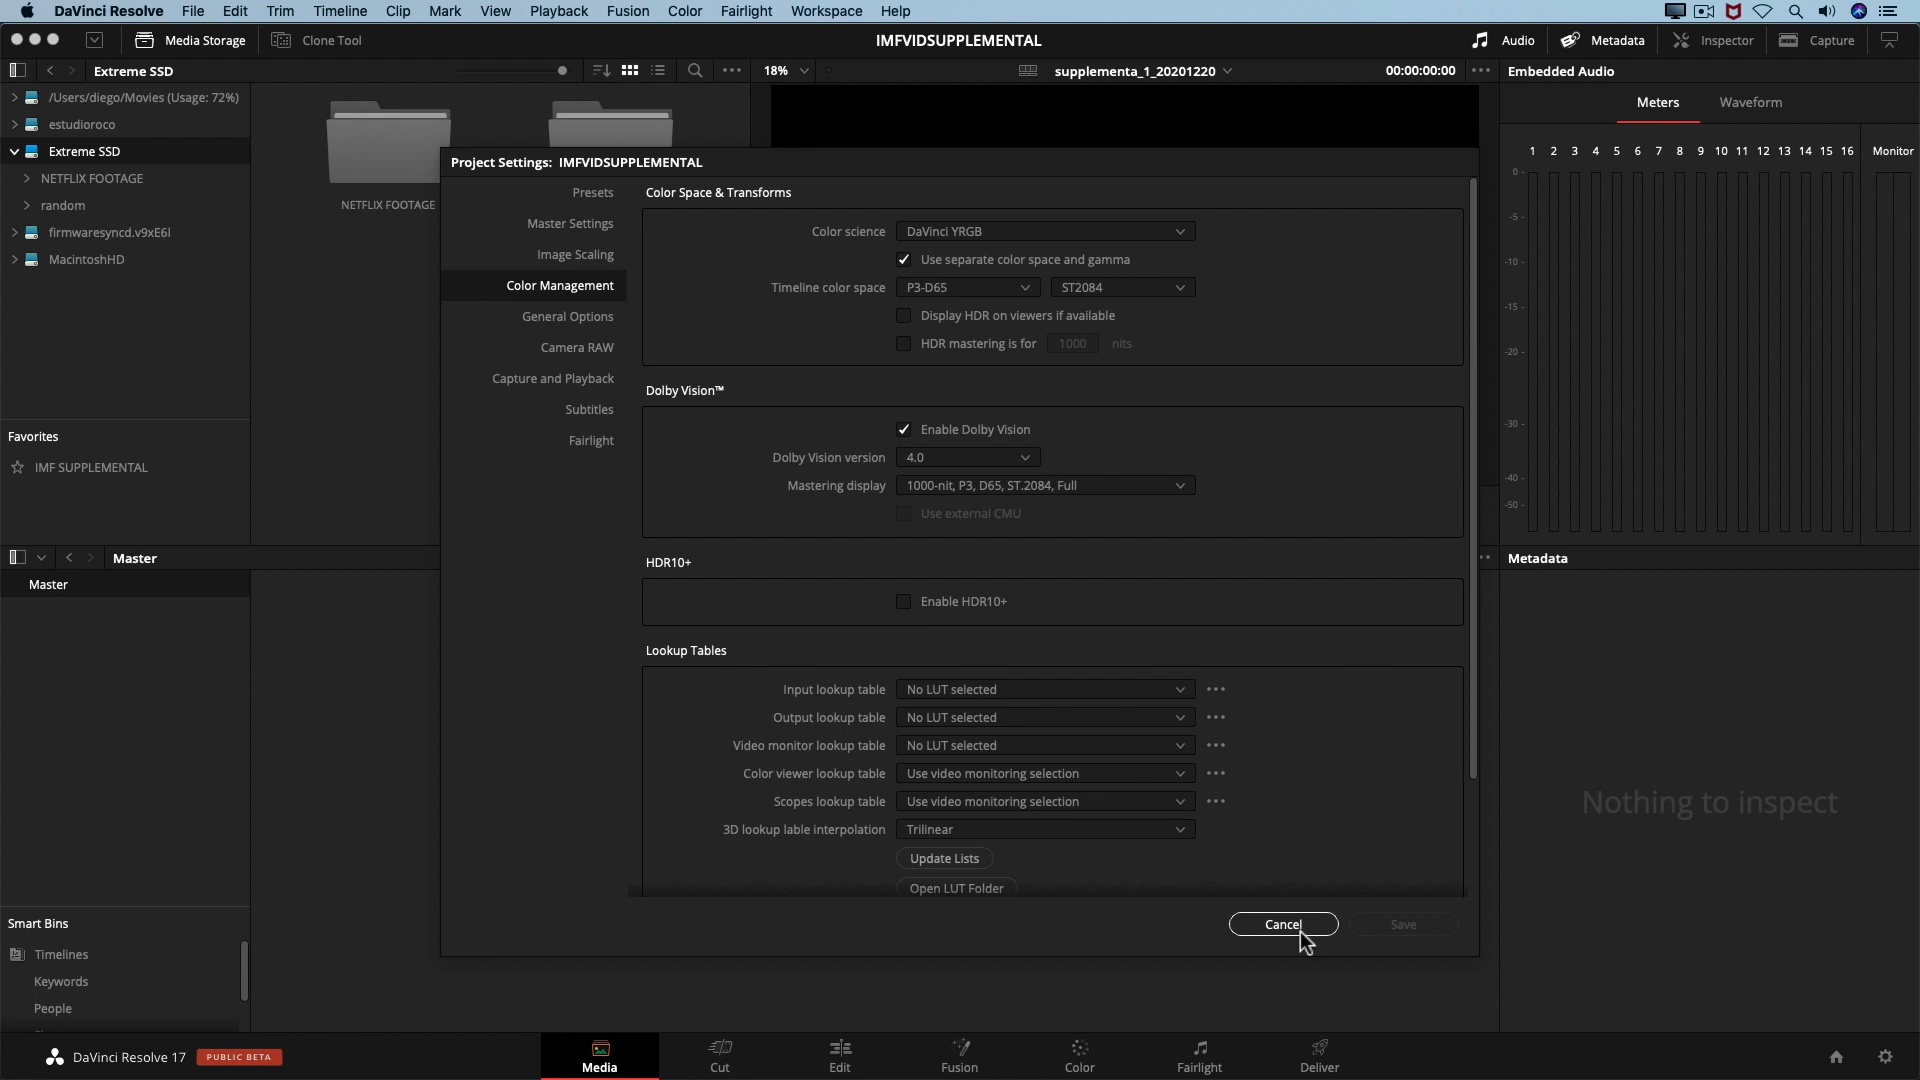 DaVinci Resolve File Edit Trim Timeline Clip Mark View Playback Fusion Color Fairlight Workspace Help
Media Storage Clone Tool IMFVIDSUPPLEMENTAL Audio Metadata Inspector Capture
Extreme SSD 18% supplementa_1_20201220 00:00:00:00 Embedded Audio
/Users/diego/Movies (Usage: 72%)
estudioroco
Extreme SSD
NETFLIX FOOTAGE
random
firmwaresyncd.v9xE6l
MacintoshHD
NETFLIX FOOTAGE
Favorites
IMF SUPPLEMENTAL
Master
Master
Smart Bins
Timelines
Keywords
People
Project Settings: IMFVIDSUPPLEMENTAL
Presets
Master Settings
Image Scaling
Color Management
General Options
Camera RAW
Capture and Playback
Subtitles
Fairlight
Color Space & Transforms
Color science DaVinci YRGB
Use separate color space and gamma
Timeline color space P3-D65 ST2084
Display HDR on viewers if available
HDR mastering is for 1000 nits
Dolby Vision™
Enable Dolby Vision
Dolby Vision version 4.0
Mastering display 1000-nit, P3, D65, ST.2084, Full
Use external CMU
HDR10+
Enable HDR10+
Lookup Tables
Input lookup table No LUT selected
Output lookup table No LUT selected
Video monitor lookup table No LUT selected
Color viewer lookup table Use video monitoring selection
Scopes lookup table Use video monitoring selection
3D lookup lable interpolation Trilinear
Update Lists
Open LUT Folder
Cancel Save
Meters Waveform
1 2 3 4 5 6 7 8 9 10 11 12 13 14 15 16 Monitor
0 -
-5 -
-10 -
-15 -
-20 -
-30 -
-40 -
-50 -
Metadata
Nothing to inspect
DaVinci Resolve 17 PUBLIC BETA
Media Cut Edit Fusion Color Fairlight Deliver